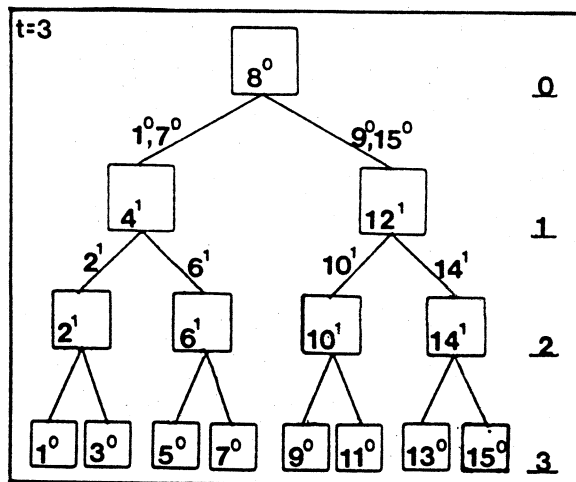 t=3
8⁰ 0
1⁰,7⁰ 9⁰,15⁰
4¹ 12¹ 1
2¹ 6¹ 10¹ 14¹
2¹ 6¹ 10¹ 14¹ 2
1⁰ 3⁰ 5⁰ 7⁰ 9⁰ 11⁰ 13⁰ 15⁰ 3